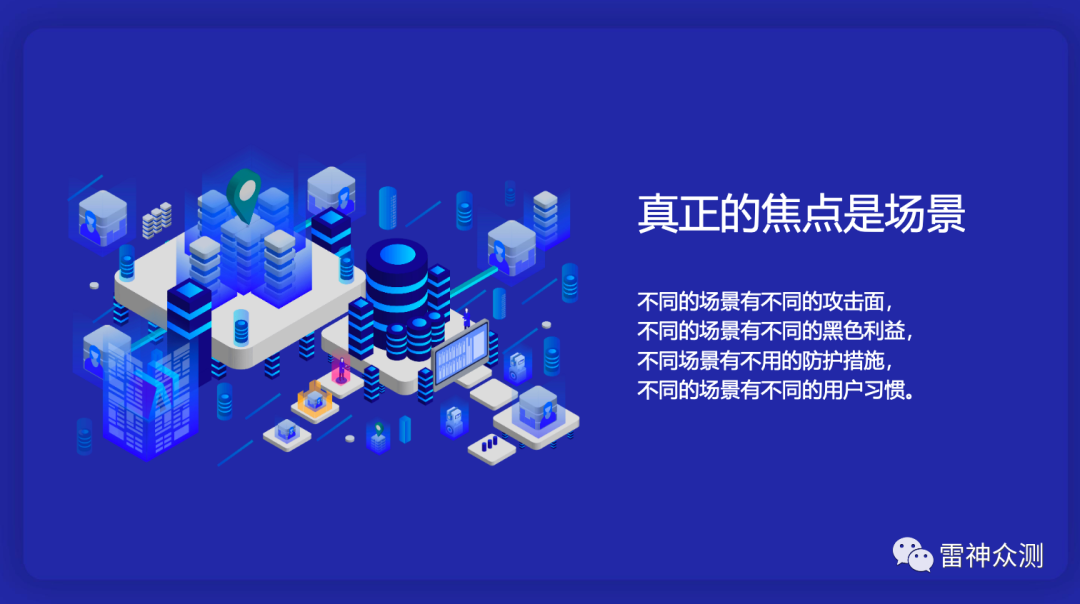 真正的焦点是场景
不同的场景有不同的攻击面，
不同的场景有不同的黑色利益，
不同场景有不用的防护措施，
不同的场景有不同的用户习惯。
雷神众测